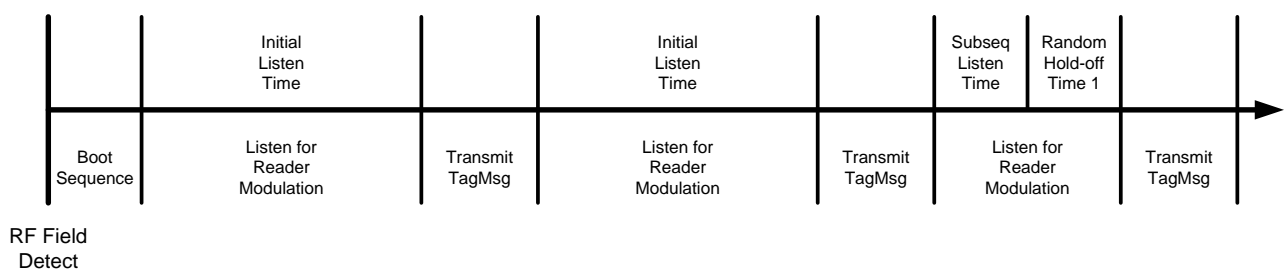 Initial
Listen
Time
Initial
Listen
Time
Subseq
Listen
Time
Random
Hold-off
Time 1
Boot
Sequence
Listen for
Reader
Modulation
Transmit
TagMsg
Listen for
Reader
Modulation
Transmit
TagMsg
Listen for
Reader
Modulation
Transmit
TagMsg
RF Field
Detect